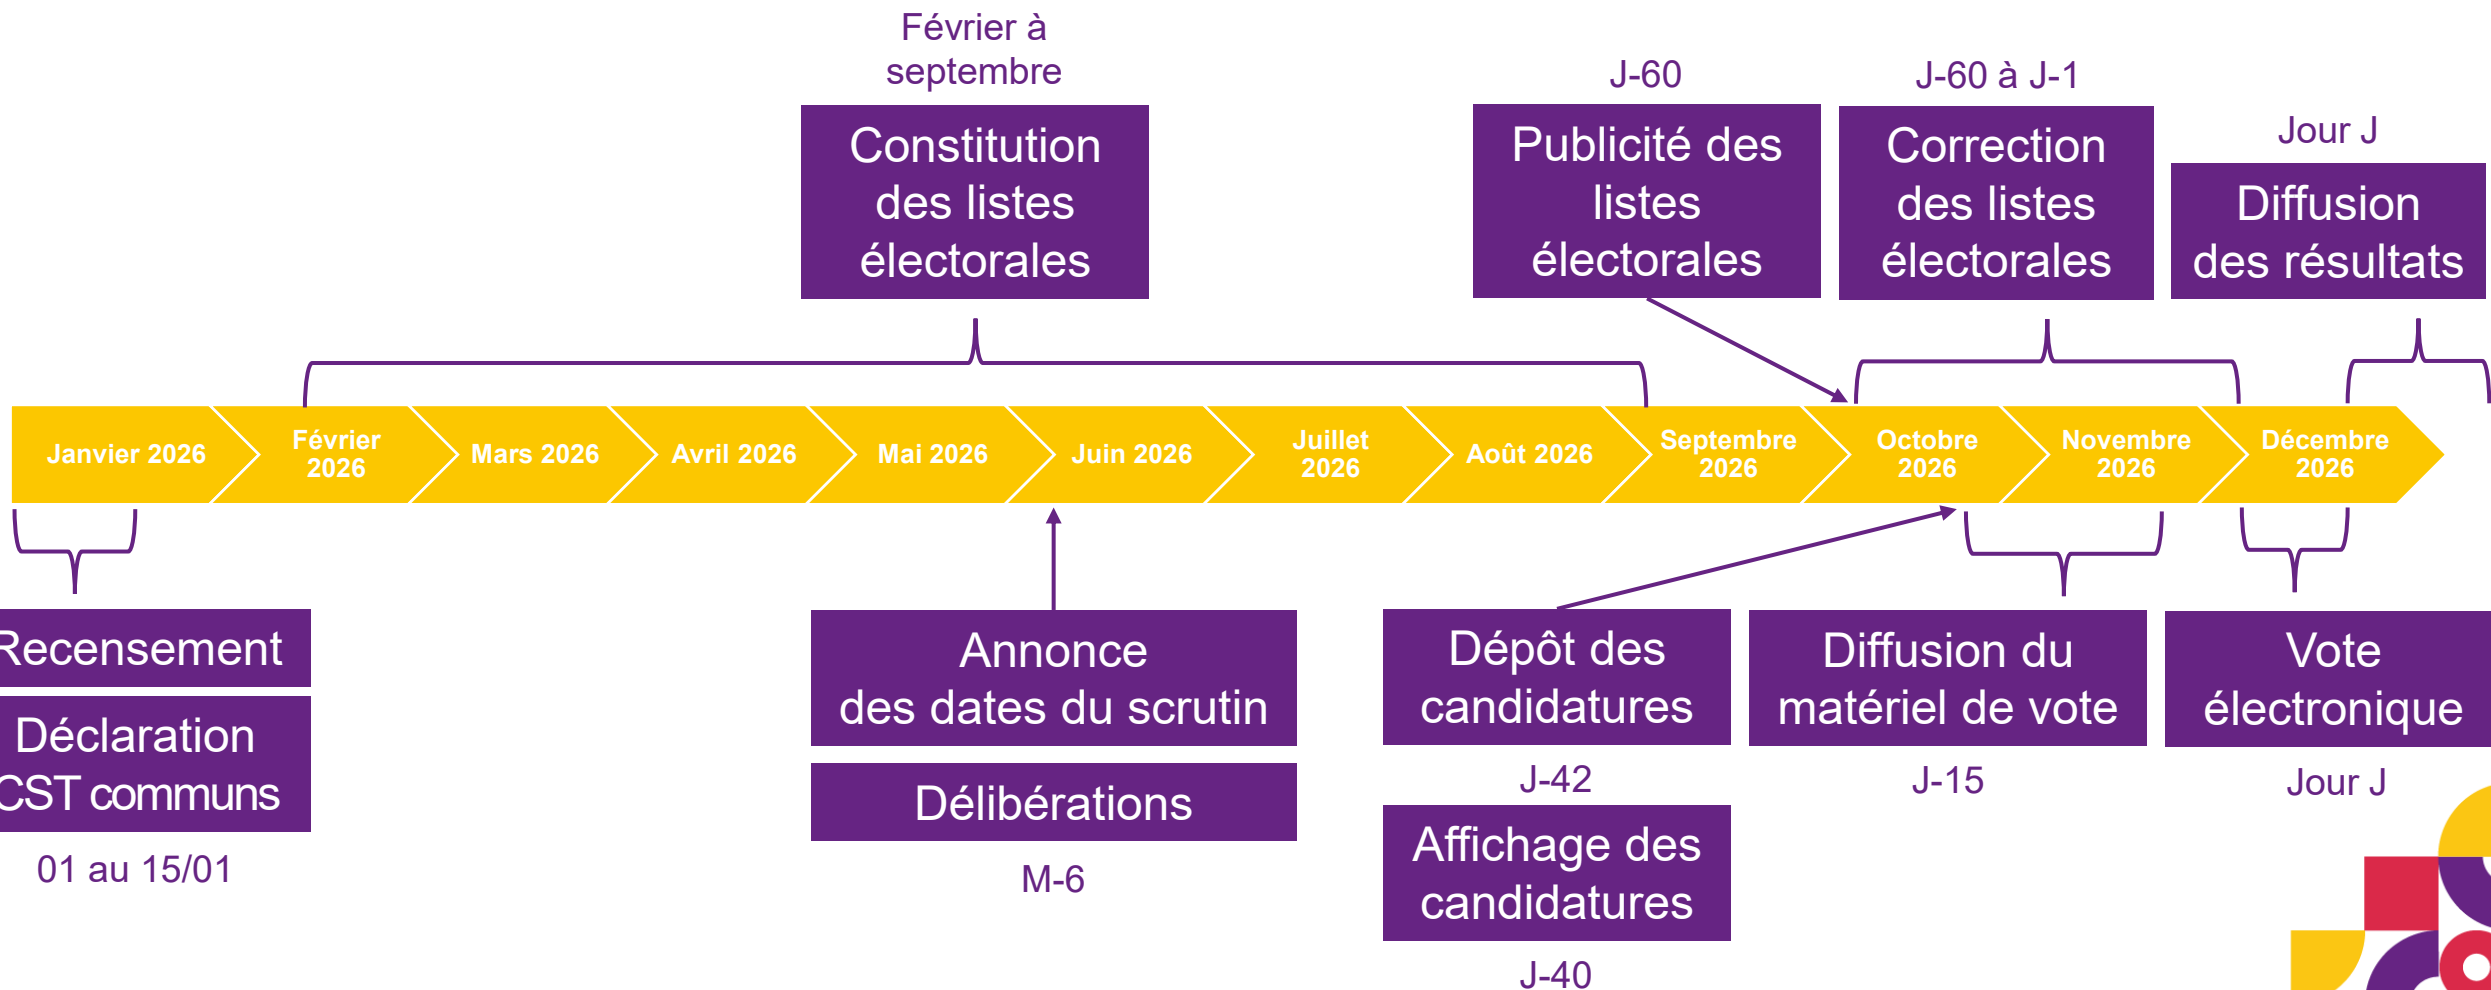 Février à
septembre
Constitution
des listes
électorales
J-60
Publicité des
listes
électorales
J-60 à J-1
Correction
des listes
électorales
Jour J
Diffusion
des résultats
Janvier 2026
Février
2026
Mars 2026
Avril 2026
Mai 2026
Juin 2026
Juillet
2026
Août 2026
Septembre
2026
Octobre
2026
Novembre
2026
Décembre
2026
Recensement
Déclaration
CST communs
01 au 15/01
Annonce
des dates du scrutin
Délibérations
M-6
Dépôt des
candidatures
J-42
Affichage des
candidatures
J-40
Diffusion du
matériel de vote
J-15
Vote
électronique
Jour J